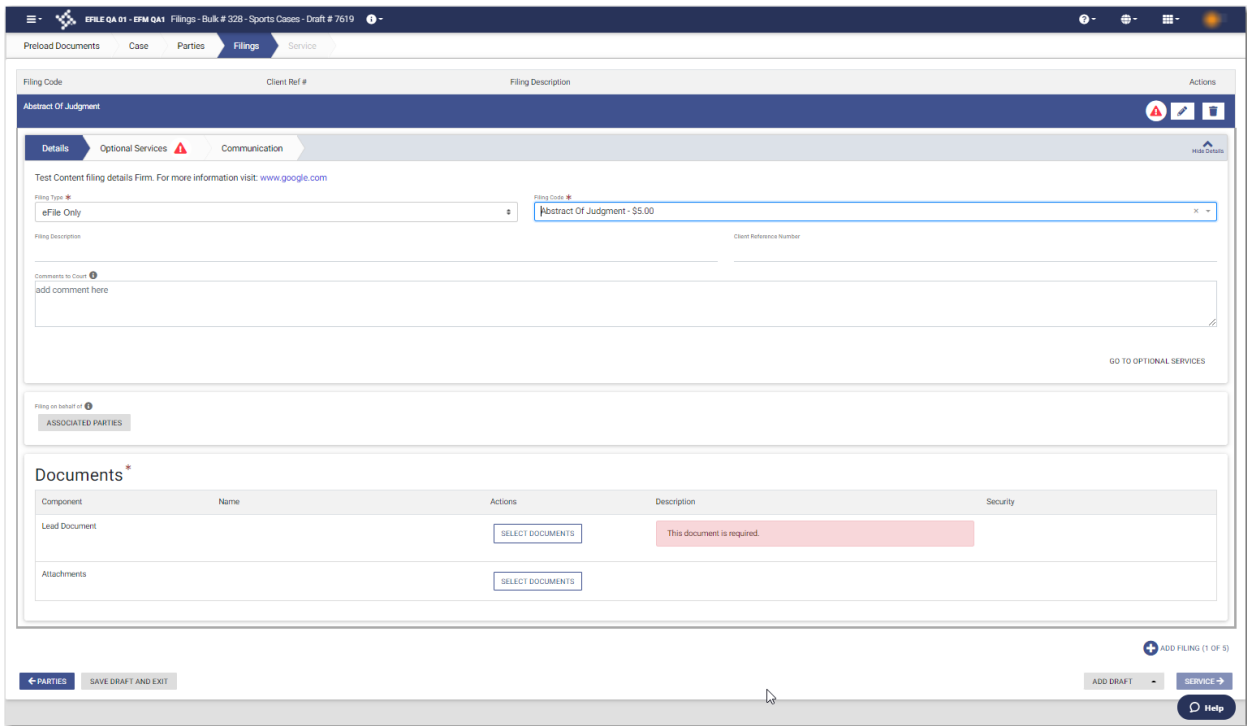 EFILE QA 01 - EFM QA1 Filings - Bulk # 328 - Sports Cases - Draft # 7619
Preload Documents Case Parties Filings Service
Filing Code Client Ref # Filing Description Actions
Abstract Of Judgment
Details Optional Services Communication
Hide Details
Test Content filing details Firm. For more information visit: www.google.com
Filing Type * Filing Code *
eFile Only Abstract Of Judgment - $5.00
Filing Description Client Reference Number
Comments to Court
add comment here
GO TO OPTIONAL SERVICES
Filing on behalf of
ASSOCIATED PARTIES
Documents*
Component Name Actions Description Security
Lead Document SELECT DOCUMENTS This document is required.
Attachments SELECT DOCUMENTS
ADD FILING (1 OF 5)
PARTIES SAVE DRAFT AND EXIT ADD DRAFT SERVICE
Help